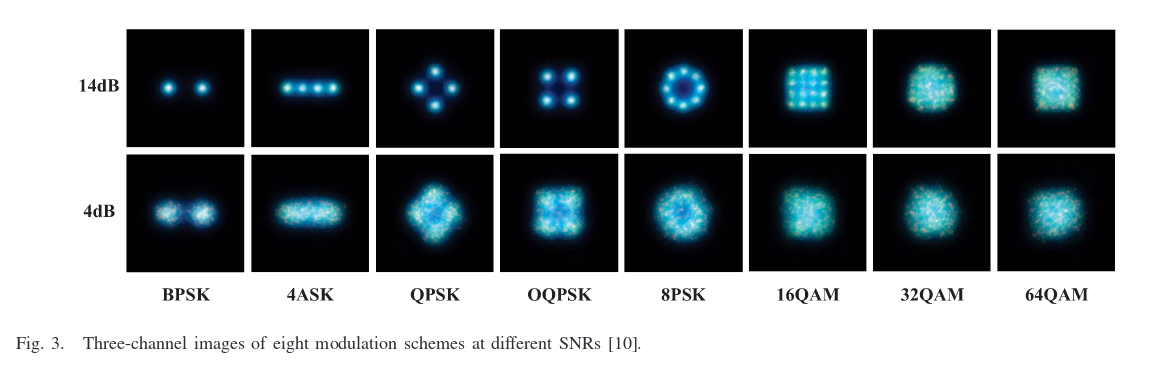 14dB
4dB
BPSK 4ASK QPSK OQPSK 8PSK 16QAM 32QAM 64QAM
Fig. 3. Three-channel images of eight modulation schemes at different SNRs [10].